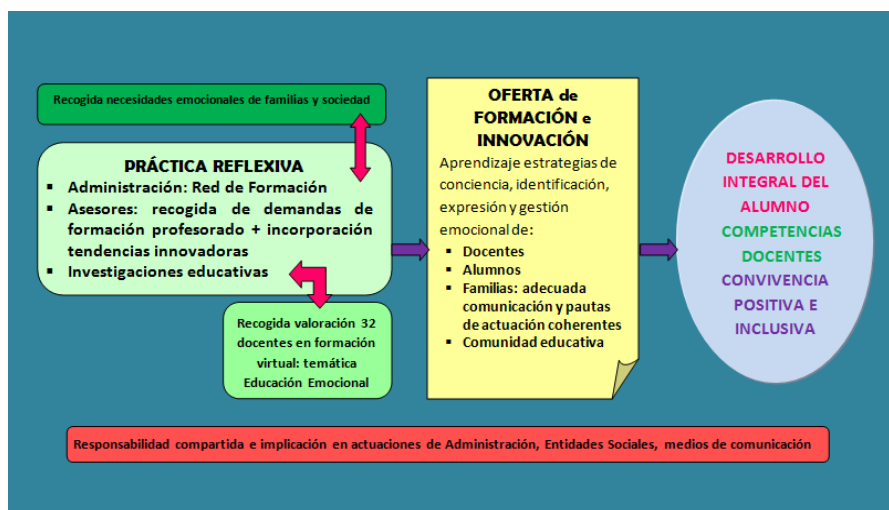 Recogida necesidades emocionales de familias y sociedad
PRÁCTICA REFLEXIVA
▪ Administración: Red de Formación
▪ Asesores: recogida de demandas de
formación profesorado + incorporación
tendencias innovadoras
▪ Investigaciones educativas
Recogida valoración 32
docentes en formación
virtual: temática
Educación Emocional
OFERTA de
FORMACIÓN e
INNOVACIÓN
Aprendizaje estrategias de
conciencia, identificación,
expresión y gestión
emocional de:
▪ Docentes
▪ Alumnos
▪ Familias: adecuada
comunicación y pautas
de actuación coherentes
▪ Comunidad educativa
DESARROLLO
INTEGRAL DEL
ALUMNO
COMPETENCIAS
DOCENTES
CONVIVENCIA
POSITIVA E
INCLUSIVA
Responsabilidad compartida e implicación en actuaciones de Administración, Entidades Sociales, medios de comunicación